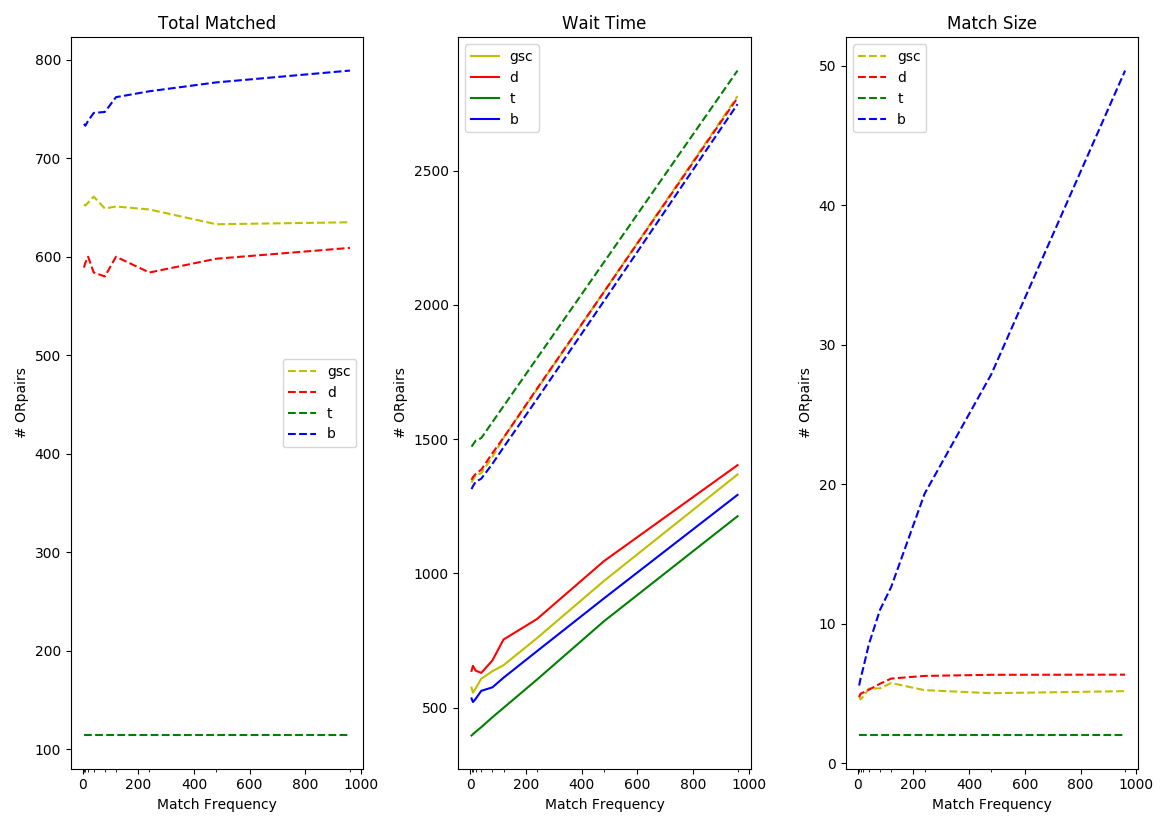 Total Matched
800
700
600
500
400
300
200
100
# ORpairs
gsc
d
t
b
0 200 400 600 800 1000
Match Frequency
Wait Time
gsc
d
t
b
2500
2000
1500
1000
500
# ORpairs
0 200 400 600 800 1000
Match Frequency
Match Size
gsc
d
t
b
50
40
30
20
10
0
# ORpairs
0 200 400 600 800 1000
Match Frequency